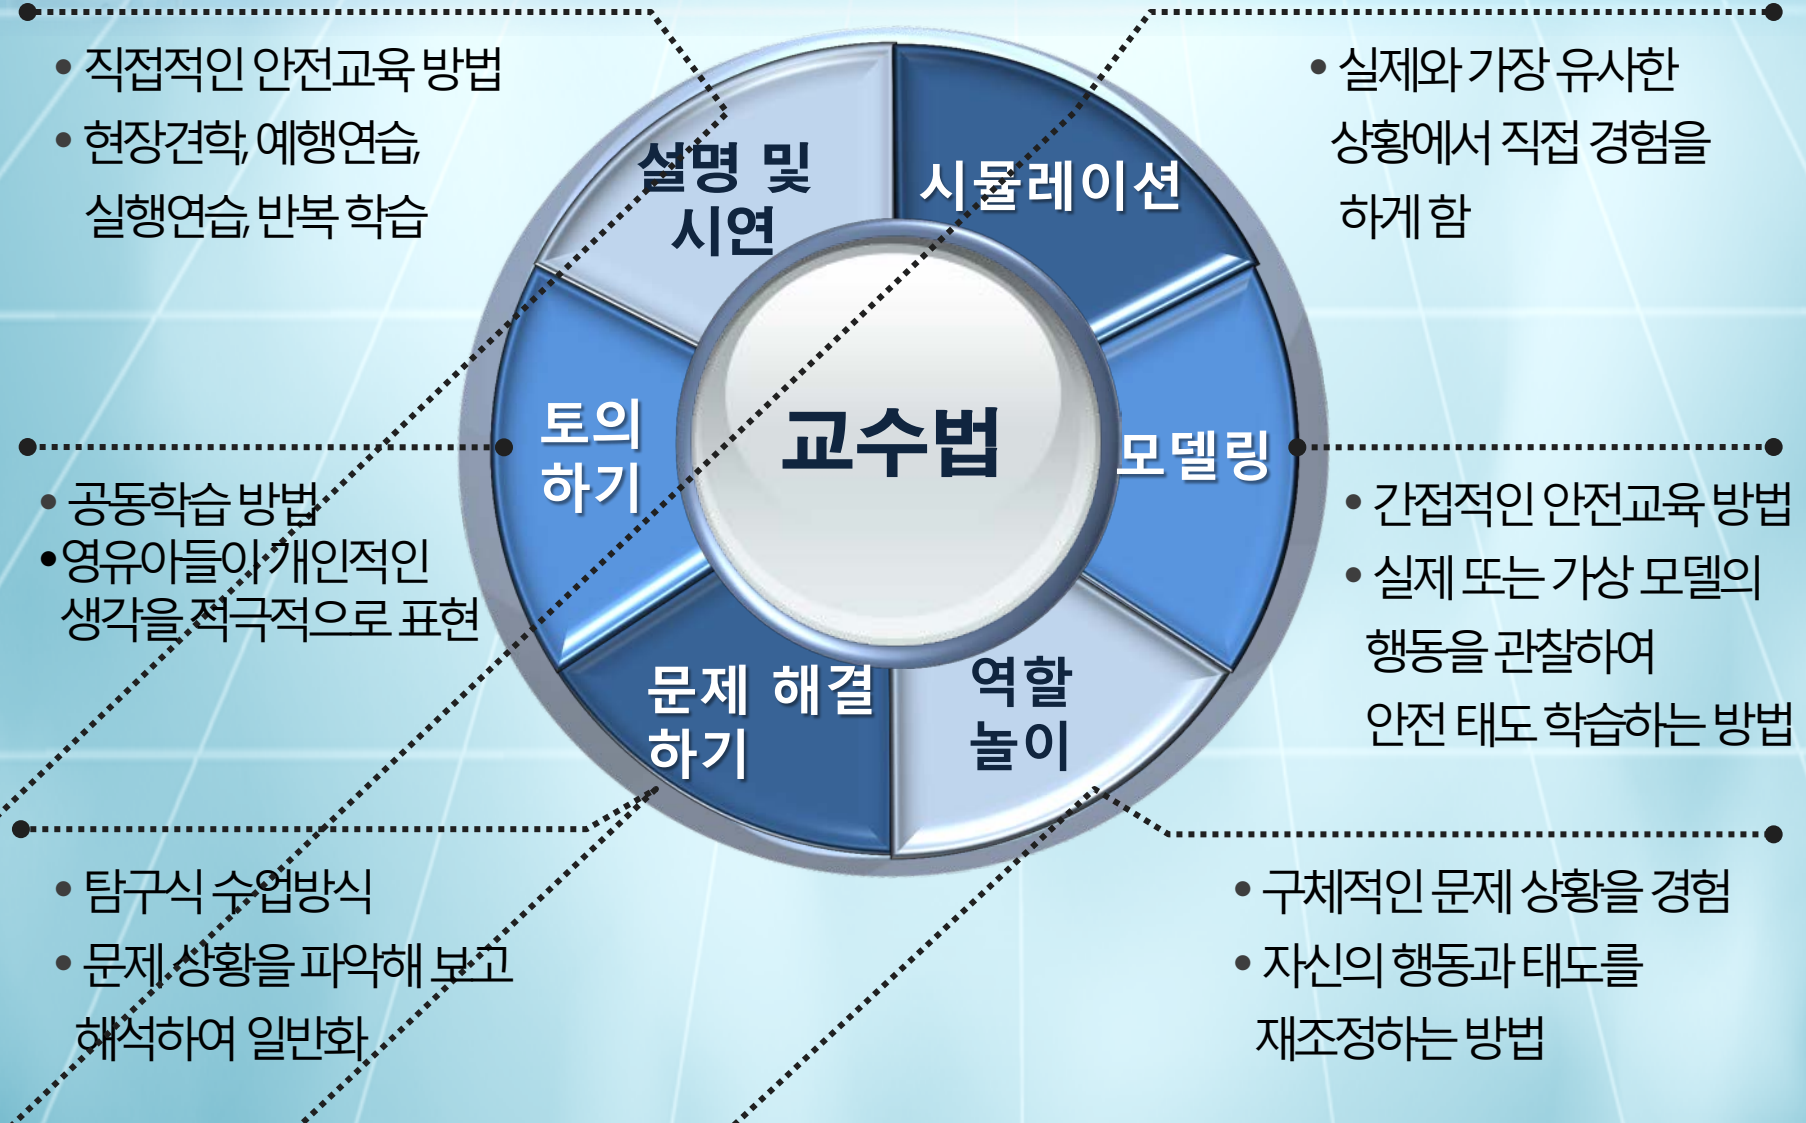 • 직접적인 안전교육 방법
• 현장견학, 예행연습,
실행연습, 반복 학습
• 실제와 가장 유사한
상황에서 직접 경험을
하게 함
설명 및
시연
시뮬레이션
토의
하기
교수법
모델링
• 공동학습 방법
•영유아들이 개인적인
생각을 적극적으로 표현
• 간접적인 안전교육 방법
• 실제 또는 가상 모델의
행동을 관찰하여
안전 태도 학습하는 방법
문제 해결
하기
역할
놀이
• 탐구식 수업방식
• 문제 상황을 파악해 보고
해석하여 일반화
• 구체적인 문제 상황을 경험
• 자신의 행동과 태도를
재조정하는 방법